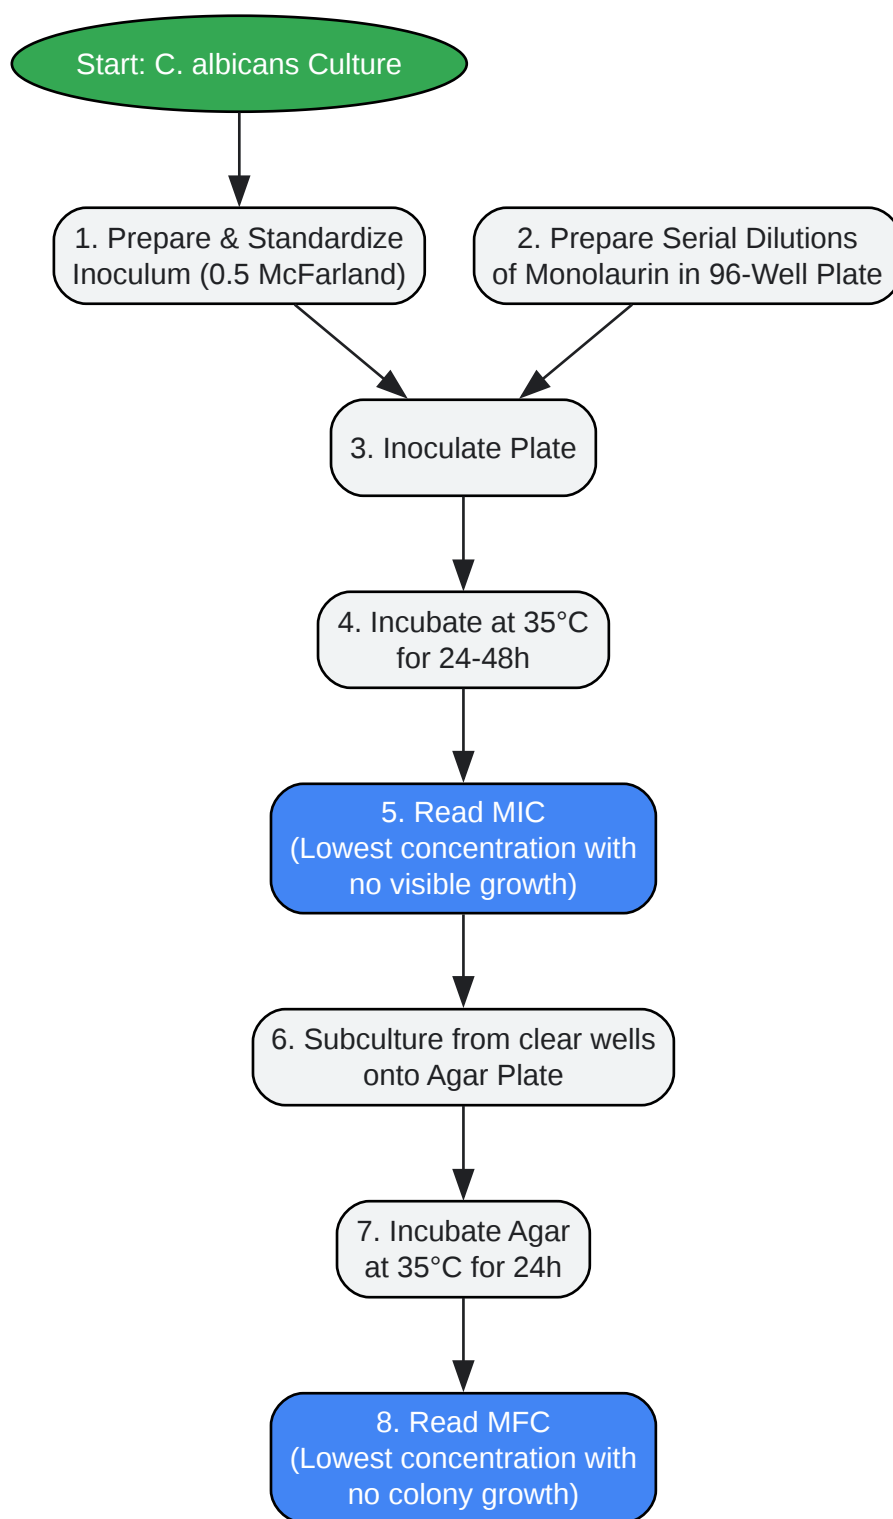 Start: C. albicans Culture
1. Prepare & Standardize
Inoculum (0.5 McFarland)
2. Prepare Serial Dilutions
of Monolaurin in 96-Well Plate
3. Inoculate Plate
4. Incubate at 35°C
for 24-48h
5. Read MIC
(Lowest concentration with
no visible growth)
6. Subculture from clear wells
onto Agar Plate
7. Incubate Agar
at 35°C for 24h
8. Read MFC
(Lowest concentration with
no colony growth)